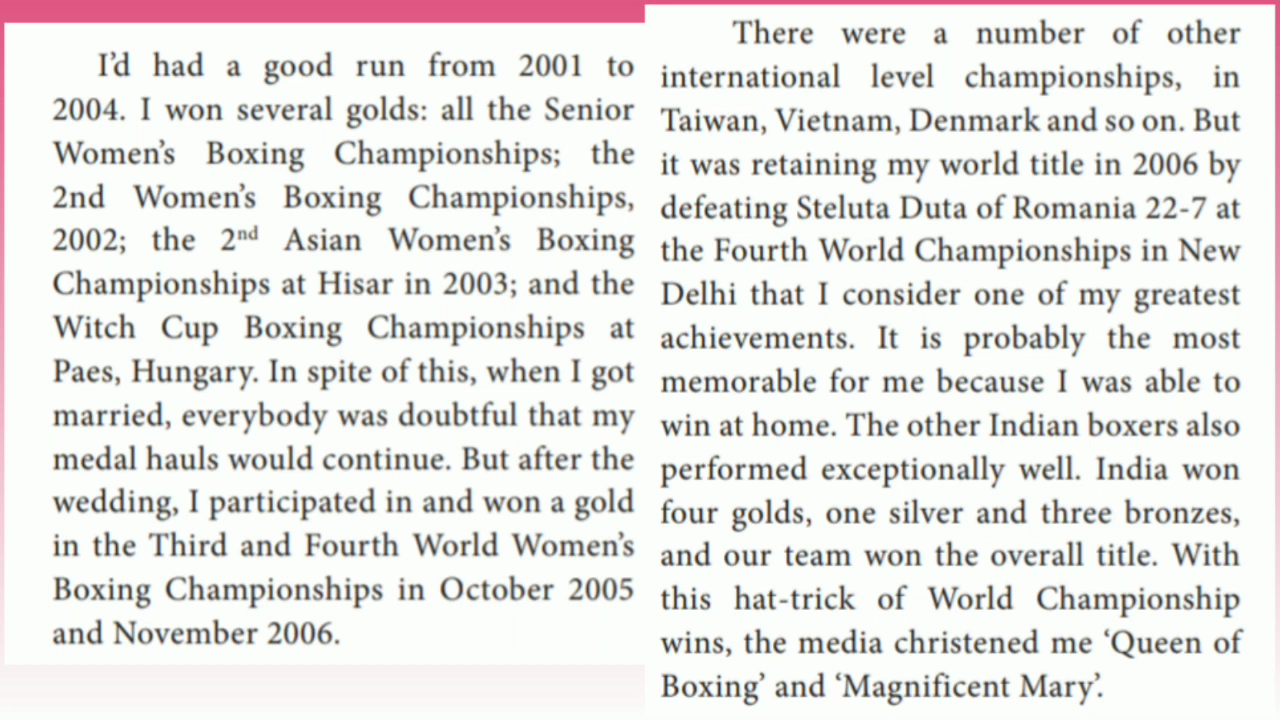 I'd had a good run from 2001 to
2004. I won several golds: all the Senior
Women's Boxing Championships; the
2nd Women's Boxing Championships,
2002; the 2nd Asian Women's Boxing
Championships at Hisar in 2003; and the
Witch Cup Boxing Championships at
Paes, Hungary. In spite of this, when I got
married, everybody was doubtful that my
medal hauls would continue. But after the
wedding, I participated in and won a gold
in the Third and Fourth World Women's
Boxing Championships in October 2005
and November 2006.
There were a number of other
international level championships, in
Taiwan, Vietnam, Denmark and so on. But
it was retaining my world title in 2006 by
defeating Steluta Duta of Romania 22-7 at
the Fourth World Championships in New
Delhi that I consider one of my greatest
achievements. It is probably the most
memorable for me because I was able to
win at home. The other Indian boxers also
performed exceptionally well. India won
four golds, one silver and three bronzes,
and our team won the overall title. With
this hat-trick of World Championship
wins, the media christened me ‘Queen of
Boxing’ and ‘Magnificent Mary’.